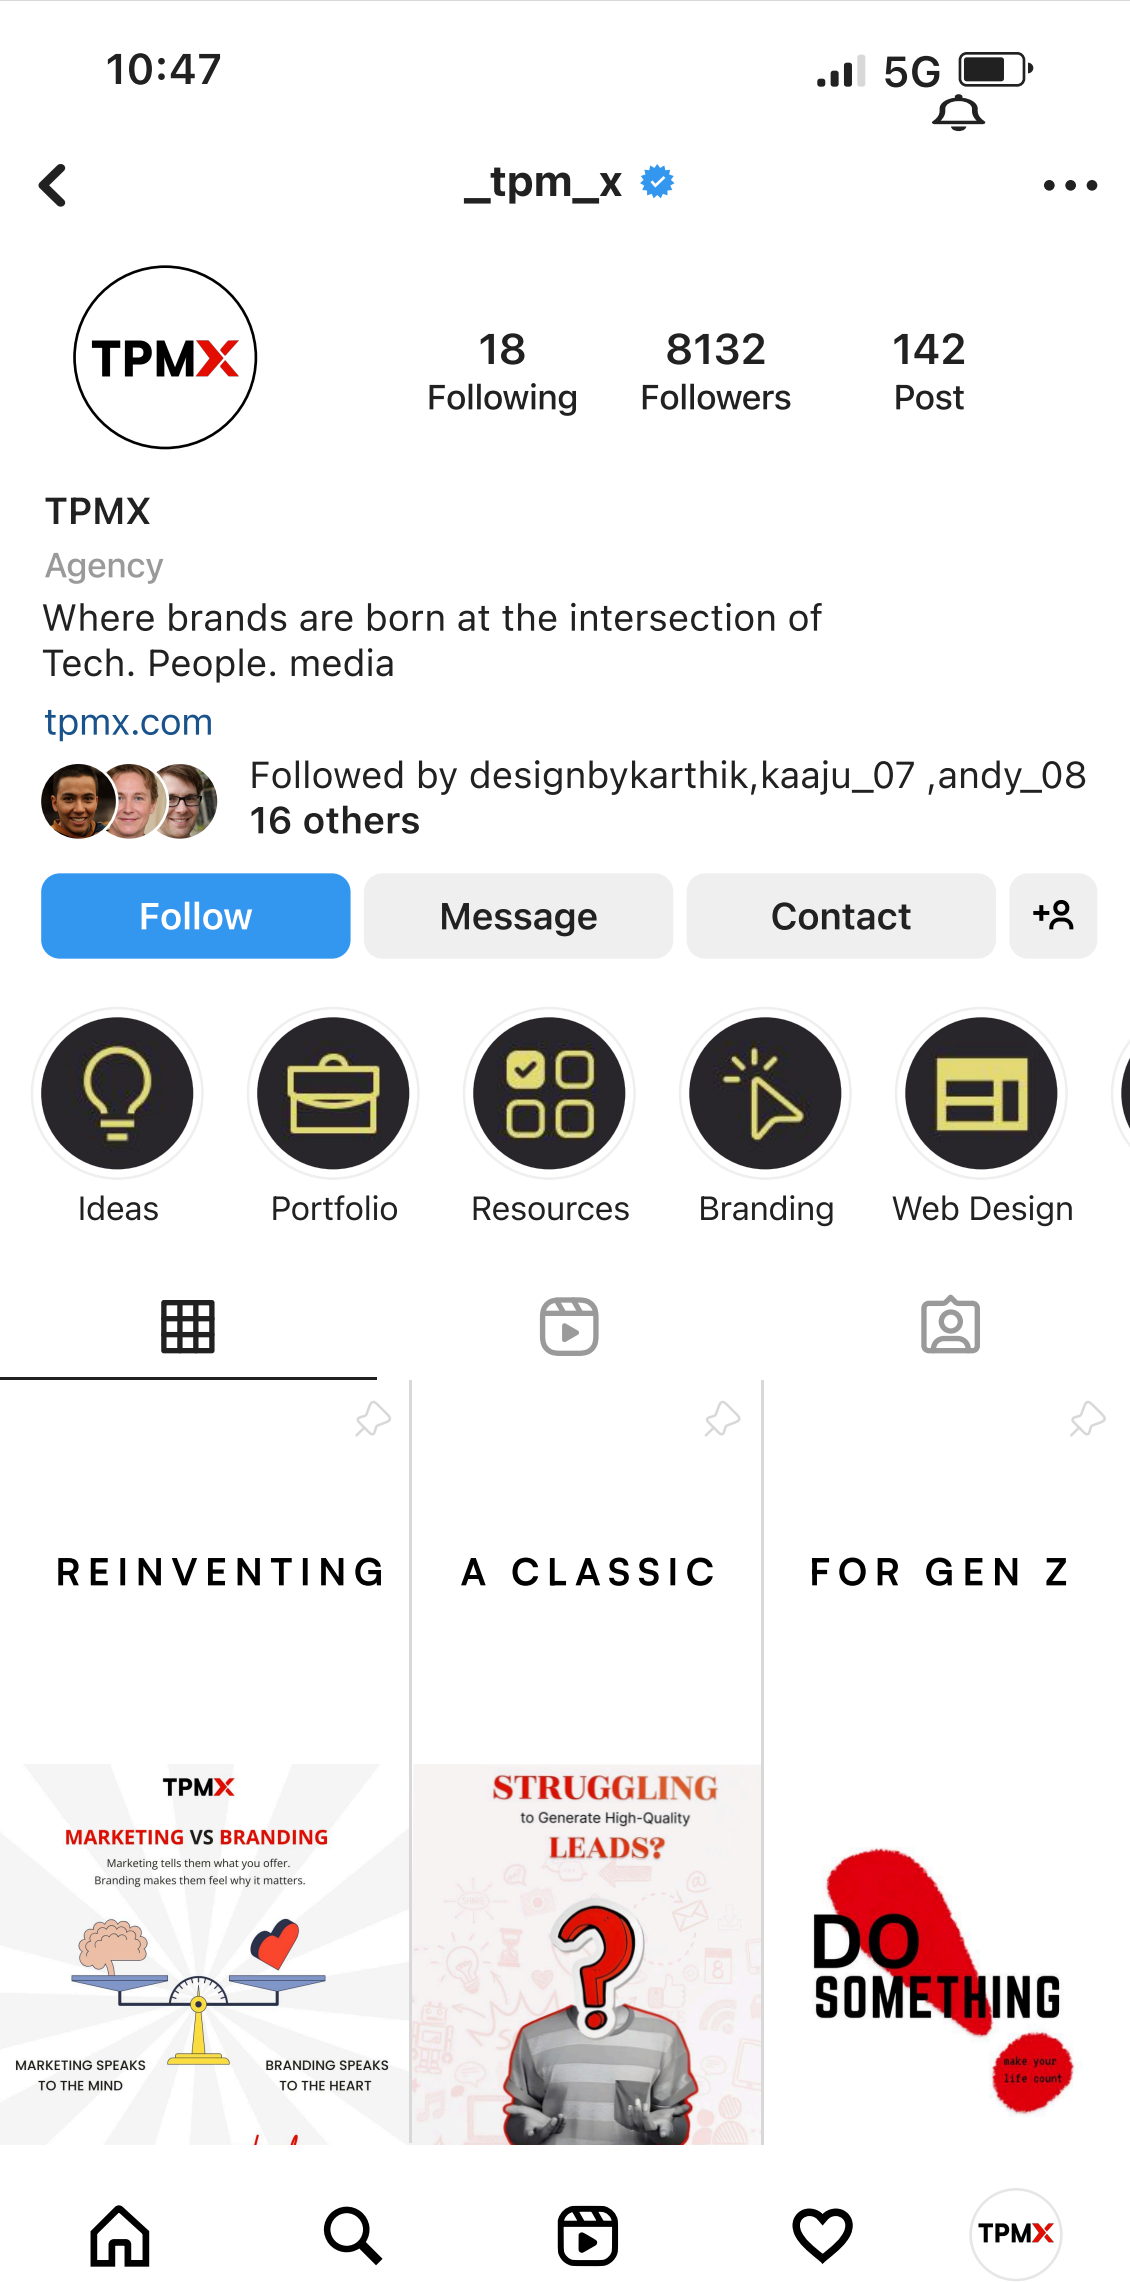 10:47
5G
_tpm_x
TPMX
18
8132
142
Following
Followers
Post
TPMX
Agency
Where brands are born at the intersection of
Tech. People. media
tpmx.com
Followed by designbykarthik,kaaju_07 ,andy_08
16 others
Follow
Message
Contact
Ideas
Portfolio
Resources
Branding
Web Design
REINVENTING
A CLASSIC
FOR GEN Z
TPMX
MARKETING VS BRANDING
Marketing tells them what you offer.
Branding makes them feel why it matters.
MARKETING SPEAKS
TO THE MIND
BRANDING SPEAKS
TO THE HEART
STRUGGLING
to Generate High-Quality
LEADS?
DO
SOMETHING
make your
life count
TPMX